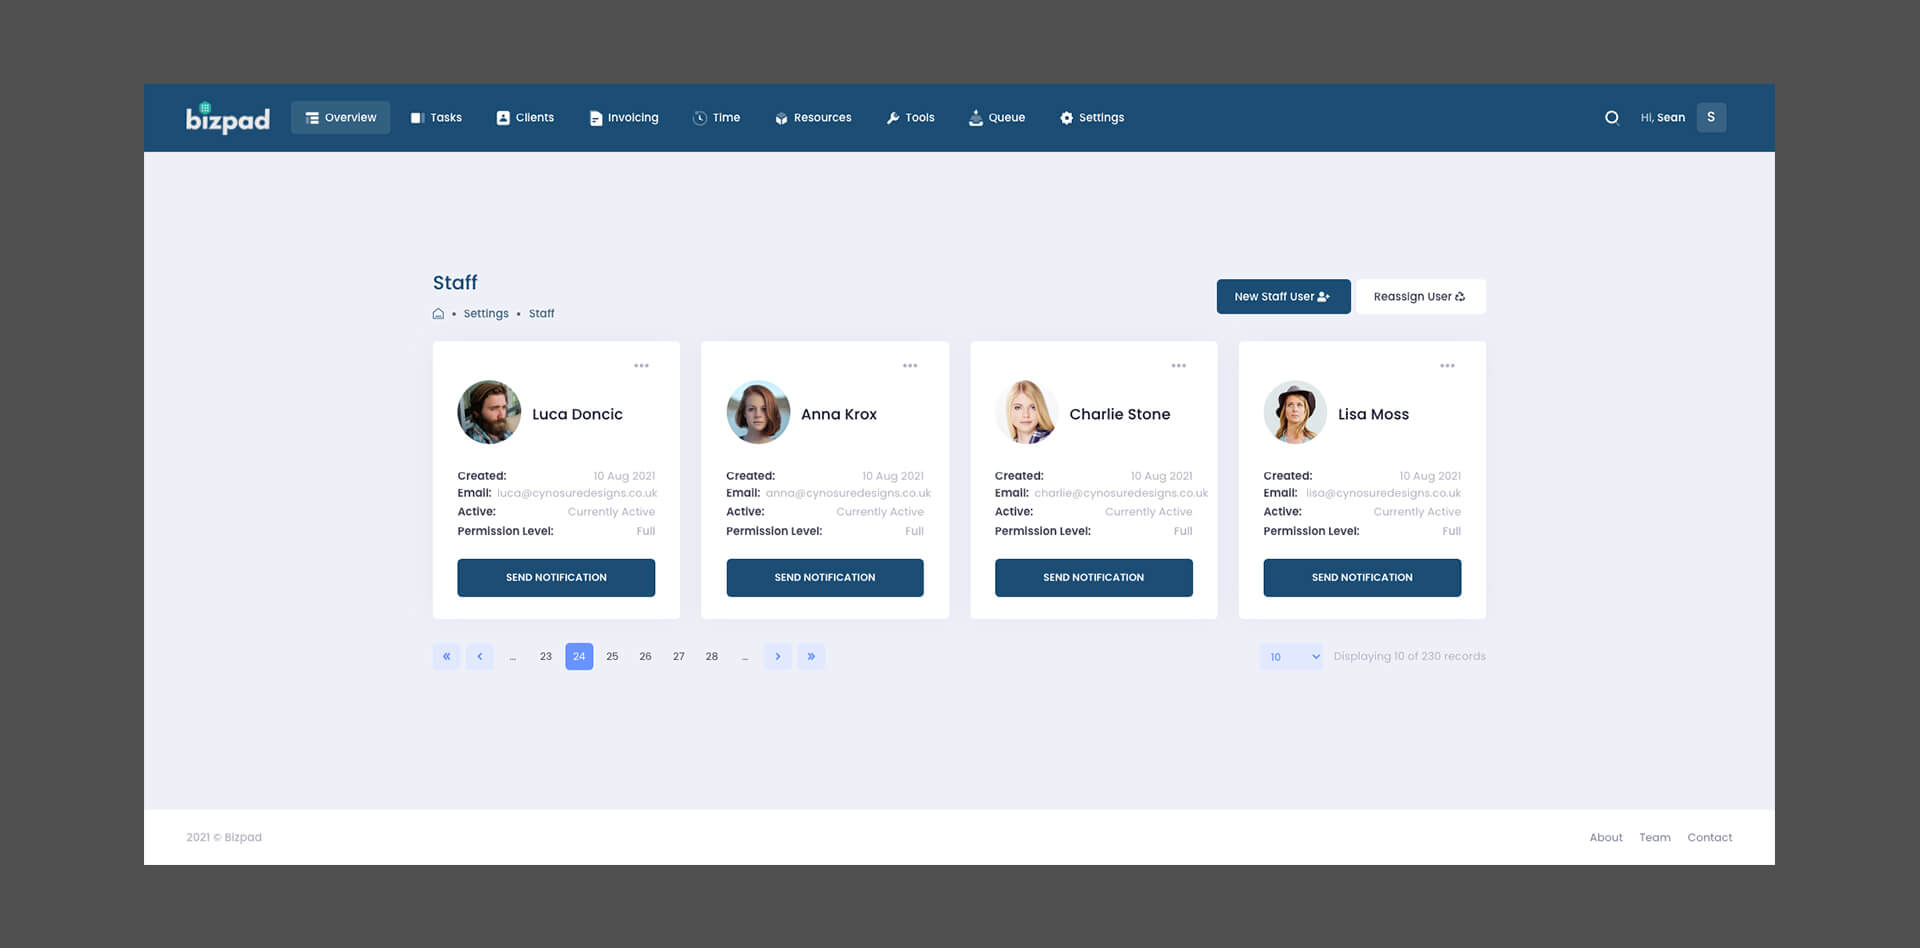 bizpad Overview Tasks Clients Invoicing Time Resources Tools Queue Settings Hi, Sean S
Staff
New Staff User Reassign User
• Settings • Staff
Luca Doncic
Created: 10 Aug 2021
Email: luca@cynosuredesigns.co.uk
Active: Currently Active
Permission Level: Full
SEND NOTIFICATION
Anna Krox
Created: 10 Aug 2021
Email: anna@cynosuredesigns.co.uk
Active: Currently Active
Permission Level: Full
SEND NOTIFICATION
Charlie Stone
Created: 10 Aug 2021
Email: charlie@cynosuredesigns.co.uk
Active: Currently Active
Permission Level: Full
SEND NOTIFICATION
Lisa Moss
Created: 10 Aug 2021
Email: lisa@cynosuredesigns.co.uk
Active: Currently Active
Permission Level: Full
SEND NOTIFICATION
« ‹ ... 23 24 25 26 27 28 ... › » 10 Displaying 10 of 230 records
2021 © Bizpad About Team Contact